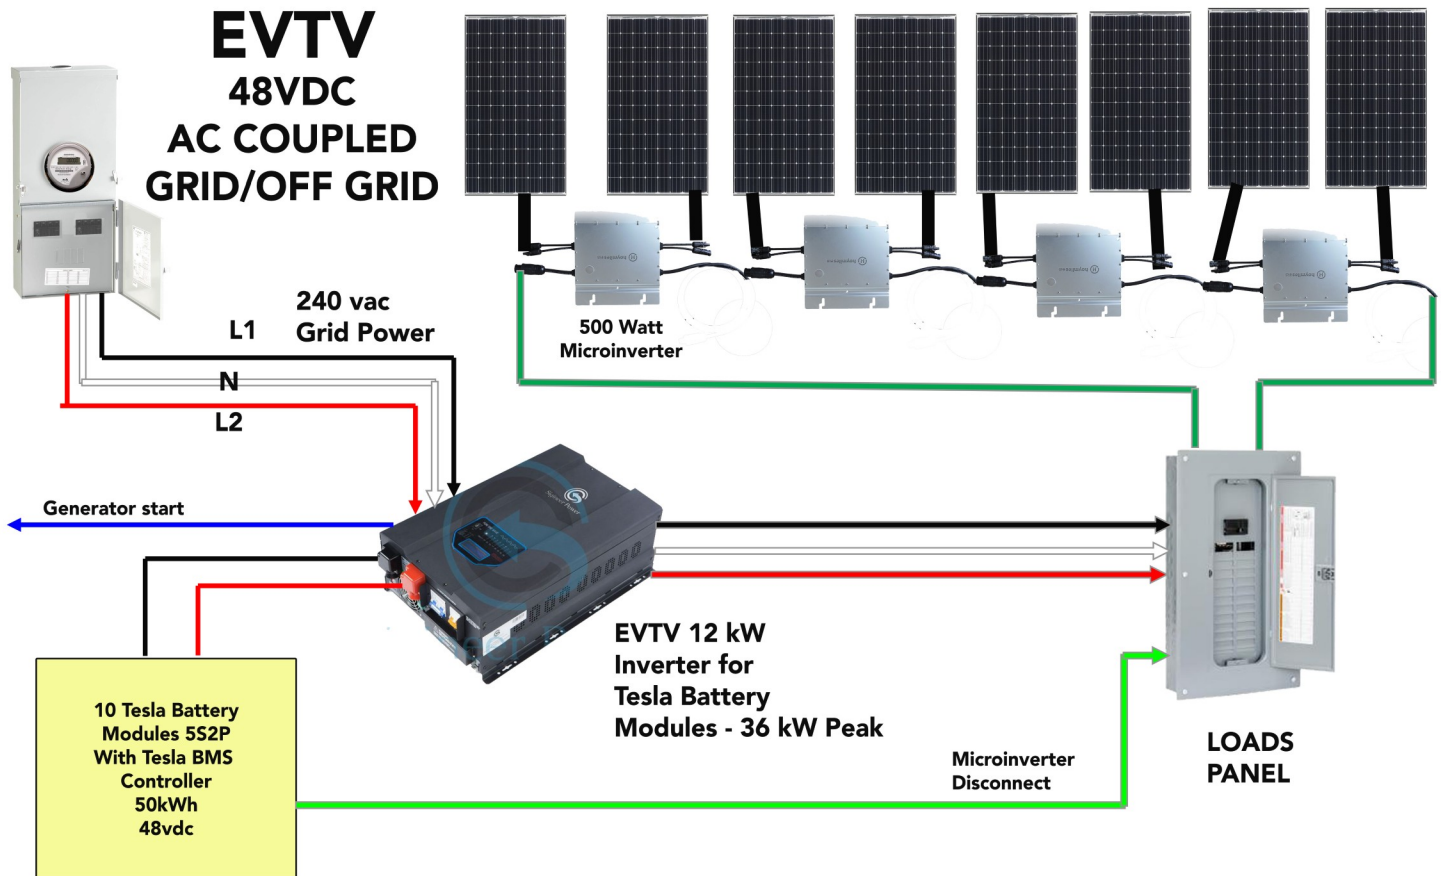 EVTV
48VDC
AC COUPLED
GRID/OFF GRID
240 vac
Grid Power
L1
N
L2
500 Watt
Microinverter
Generator start
EVTV 12 kW
Inverter for
Tesla Battery
Modules - 36 kW Peak
10 Tesla Battery
Modules 5S2P
With Tesla BMS
Controller
50kWh
48vdc
Microinverter
Disconnect
LOADS
PANEL